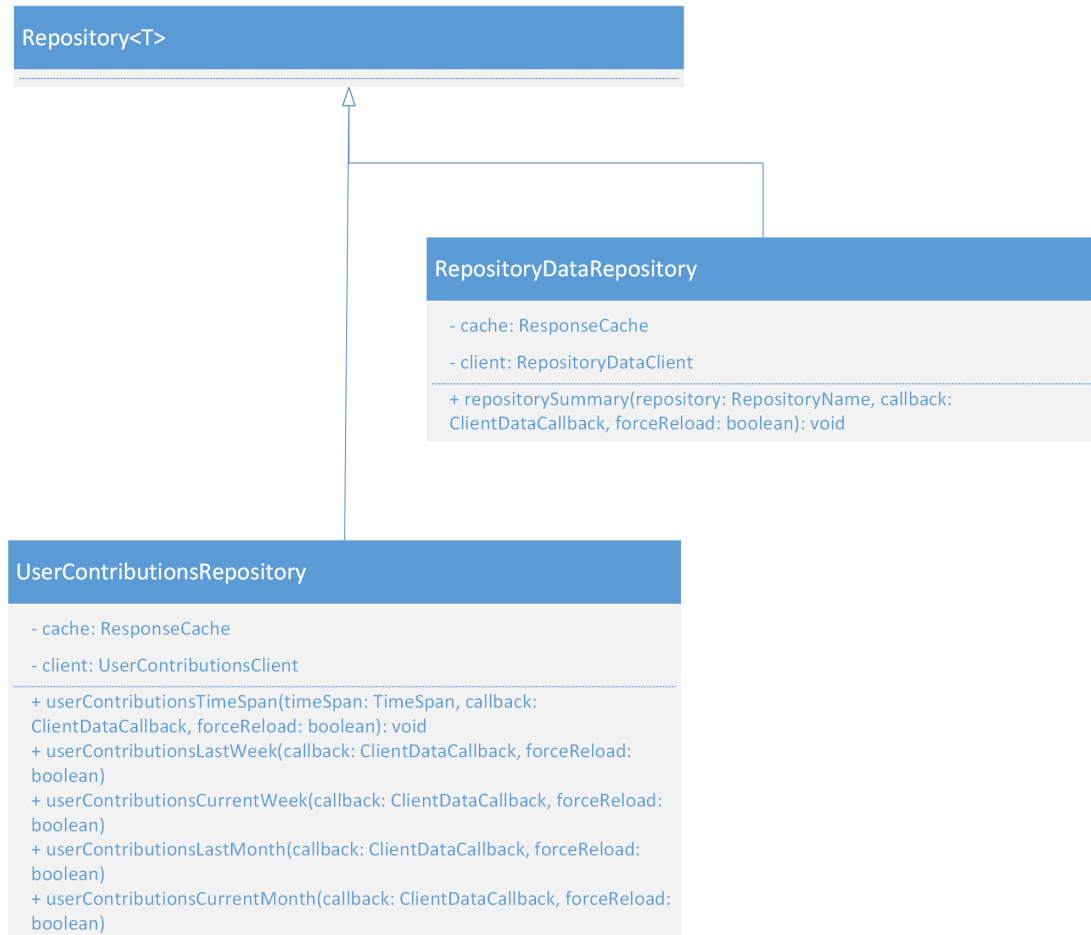 Repository<T>
RepositoryDataRepository
- cache: ResponseCache
- client: RepositoryDataClient
+ repositorySummary(repository: RepositoryName, callback:
ClientDataCallback, forceReload: boolean): void
UserContributionsRepository
- cache: ResponseCache
- client: UserContributionsClient
+ userContributionsTimeSpan(timeSpan: TimeSpan, callback:
ClientDataCallback, forceReload: boolean): void
+ userContributionsLastWeek(callback: ClientDataCallback, forceReload:
boolean)
+ userContributionsCurrentWeek(callback: ClientDataCallback, forceReload:
boolean)
+ userContributionsLastMonth(callback: ClientDataCallback, forceReload:
boolean)
+ userContributionsCurrentMonth(callback: ClientDataCallback, forceReload:
boolean)